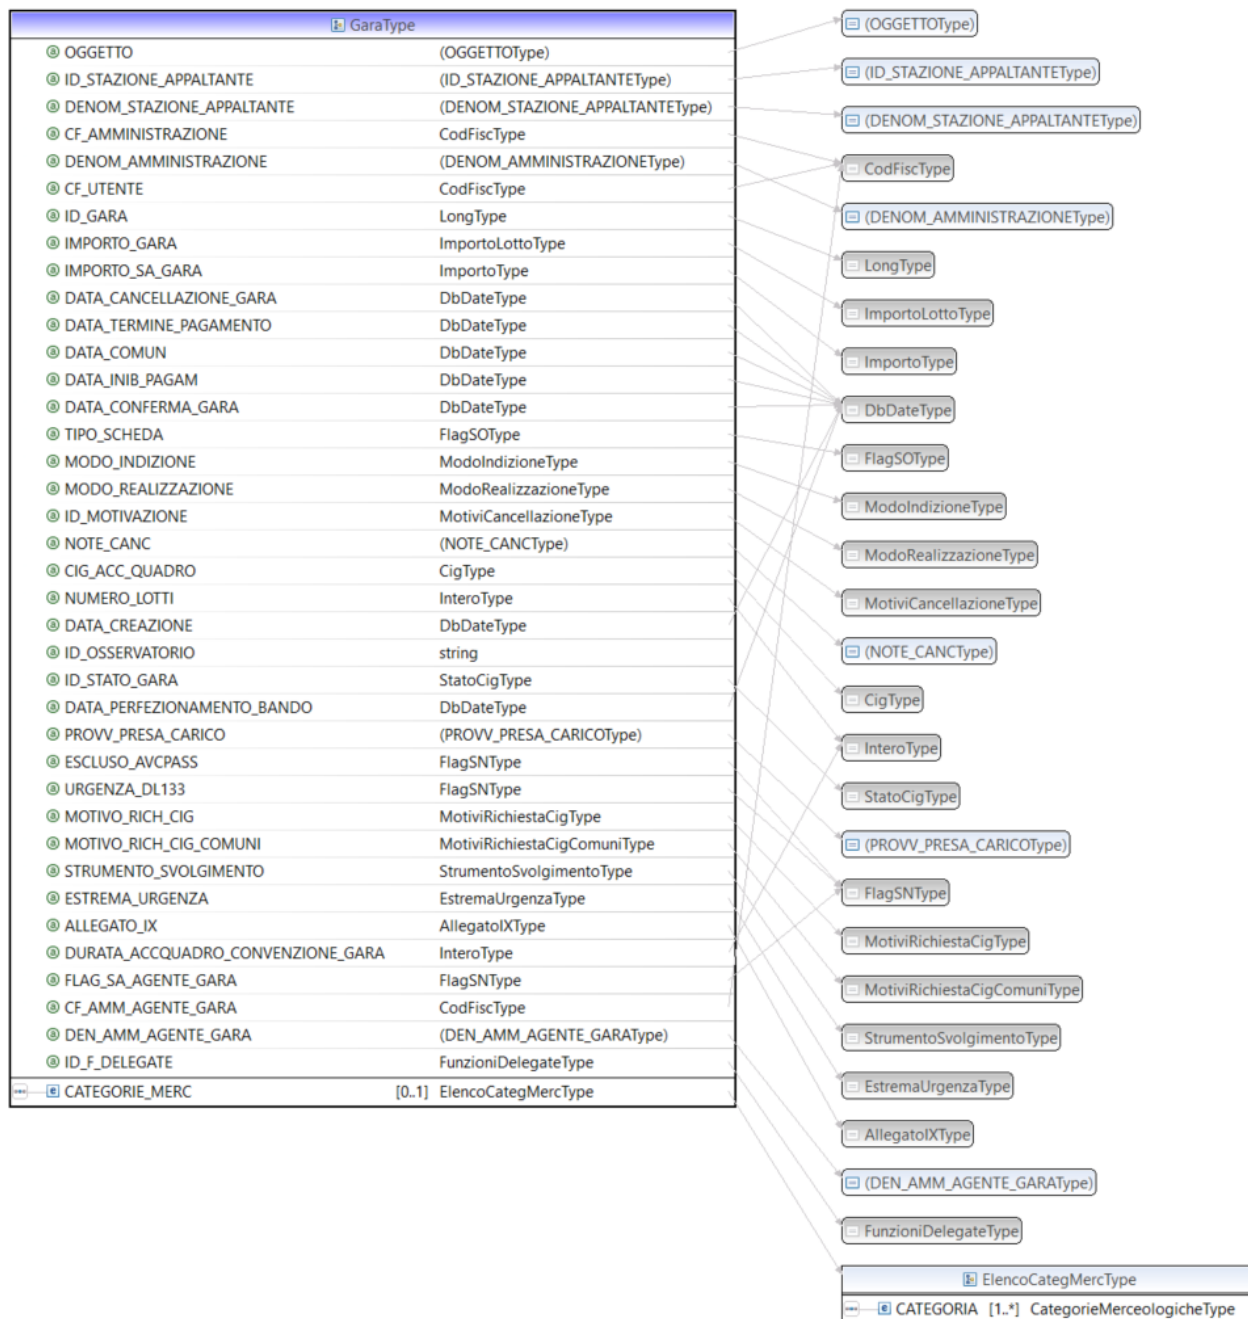 GaraType
OGGETTO (OGGETTOType)
ID_STAZIONE_APPALTANTE (ID_STAZIONE_APPALTANTEType)
DENOM_STAZIONE_APPALTANTE (DENOM_STAZIONE_APPALTANTEType)
CF_AMMINISTRAZIONE CodFiscType
DENOM_AMMINISTRAZIONE (DENOM_AMMINISTRAZIONEType)
CF_UTENTE CodFiscType
ID_GARA LongType
IMPORTO_GARA ImportoLottoType
IMPORTO_SA_GARA ImportoType
DATA_CANCELLAZIONE_GARA DbDateType
DATA_TERMINE_PAGAMENTO DbDateType
DATA_COMUN DbDateType
DATA_INIB_PAGAM DbDateType
DATA_CONFERMA_GARA DbDateType
TIPO_SCHEDA FlagSOType
MODO_INDIZIONE ModoIndizioneType
MODO_REALIZZAZIONE ModoRealizzazioneType
ID_MOTIVAZIONE MotiviCancellazioneType
NOTE_CANC (NOTE_CANCType)
CIG_ACC_QUADRO CigType
NUMERO_LOTTI InteroType
DATA_CREAZIONE DbDateType
ID_OSSERVATORIO string
ID_STATO_GARA StatoCigType
DATA_PERFEZIONAMENTO_BANDO DbDateType
PROVV_PRESA_CARICO (PROVV_PRESA_CARICOType)
ESCLUSO_AVCPASS FlagSNType
URGENZA_DL133 FlagSNType
MOTIVO_RICH_CIG MotiviRichiestaCigType
MOTIVO_RICH_CIG_COMUNI MotiviRichiestaCigComuniType
STRUMENTO_SVOLGIMENTO StrumentoSvolgimentoType
ESTREMA_URGENZA EstremaUrgenzaType
ALLEGATO_IX AllegatoIXType
DURATA_ACCQUADRO_CONVENZIONE_GARA InteroType
FLAG_SA_AGENTE_GARA FlagSNType
CF_AMM_AGENTE_GARA CodFiscType
DEN_AMM_AGENTE_GARA (DEN_AMM_AGENTE_GARAType)
ID_F_DELEGATE FunzioniDelegateType
CATEGORIE_MERC [0..1] ElencoCategMercType
(OGGETTOType)
(ID_STAZIONE_APPALTANTEType)
(DENOM_STAZIONE_APPALTANTEType)
CodFiscType
(DENOM_AMMINISTRAZIONEType)
LongType
ImportoLottoType
ImportoType
DbDateType
FlagSOType
ModoIndizioneType
ModoRealizzazioneType
MotiviCancellazioneType
(NOTE_CANCType)
CigType
InteroType
StatoCigType
(PROVV_PRESA_CARICOType)
FlagSNType
MotiviRichiestaCigType
MotiviRichiestaCigComuniType
StrumentoSvolgimentoType
EstremaUrgenzaType
AllegatoIXType
(DEN_AMM_AGENTE_GARAType)
FunzioniDelegateType
ElencoCategMercType
CATEGORIA [1..*] CategorieMerceologicheType